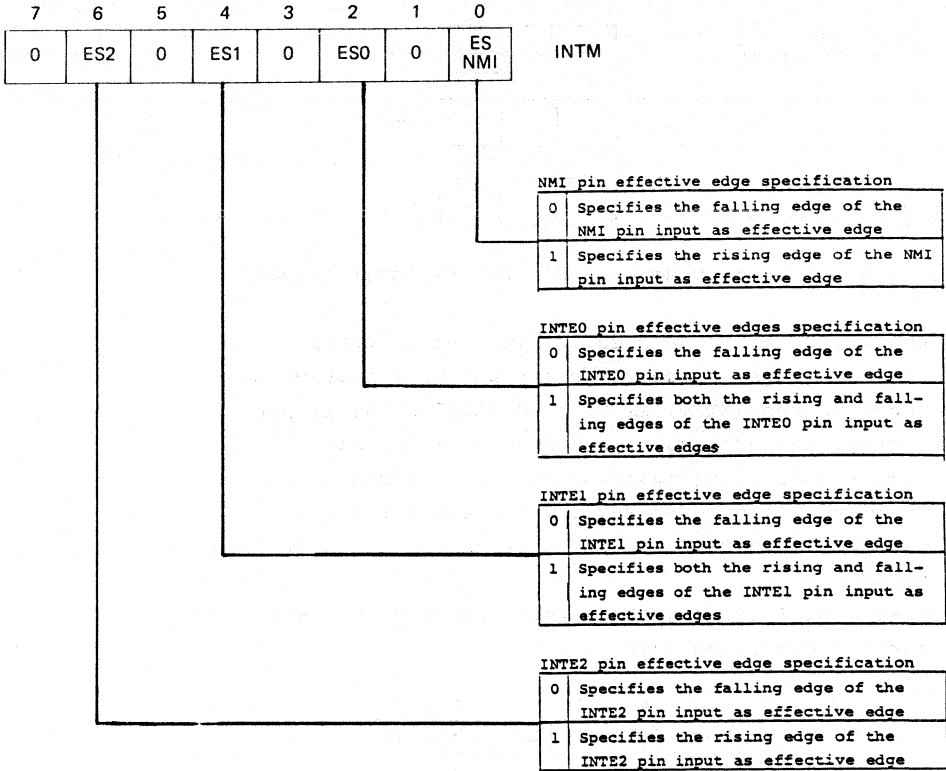 7 6 5 4 3 2 1 0
0 ES2 0 ES1 0 ES0 0 ES NMI INTM
NMI pin effective edge specification
0 Specifies the falling edge of the
NMI pin input as effective edge
1 Specifies the rising edge of the NMI
pin input as effective edge
INTE0 pin effective edges specification
0 Specifies the falling edge of the
INTE0 pin input as effective edge
1 Specifies both the rising and fall-
ing edges of the INTE0 pin input as
effective edges
INTE1 pin effective edge specification
0 Specifies the falling edge of the
INTE1 pin input as effective edge
1 Specifies both the rising and fall-
ing edges of the INTE1 pin input as
effective edges
INTE2 pin effective edge specification
0 Specifies the falling edge of the
INTE2 pin input as effective edge
1 Specifies the rising edge of the
INTE2 pin input as effective edge